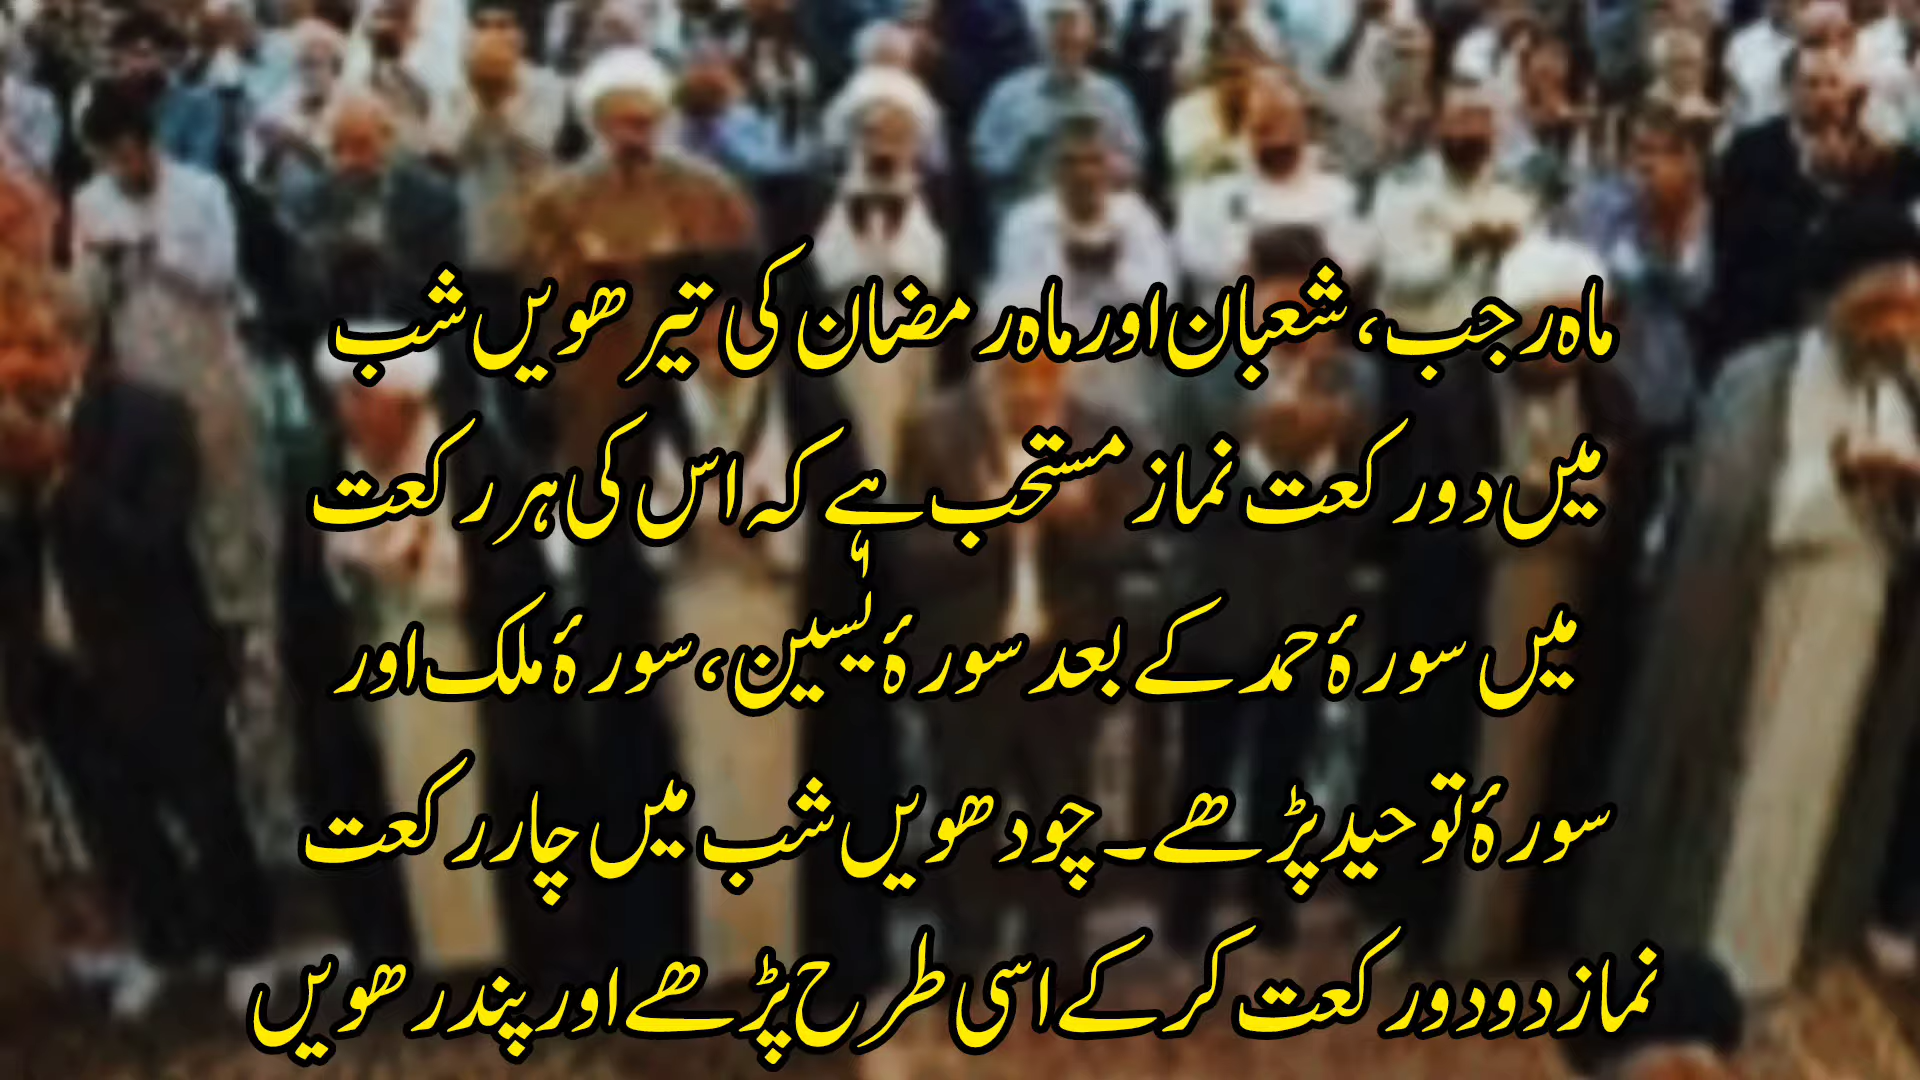 ماہ رجب، شعبان اور ماہ رمضان کی تیرھویں شب
میں دو رکعت نماز مستحب ہے کہ اس کی ہر رکعت
میں سورۂ حمد کے بعد سورۂ یٰسین، سورۂ ملک اور
سورۂ توحید پڑھے۔ چودھویں شب میں چار رکعت
نماز دو دو رکعت کر کے اسی طرح پڑھے اور پندرھویں